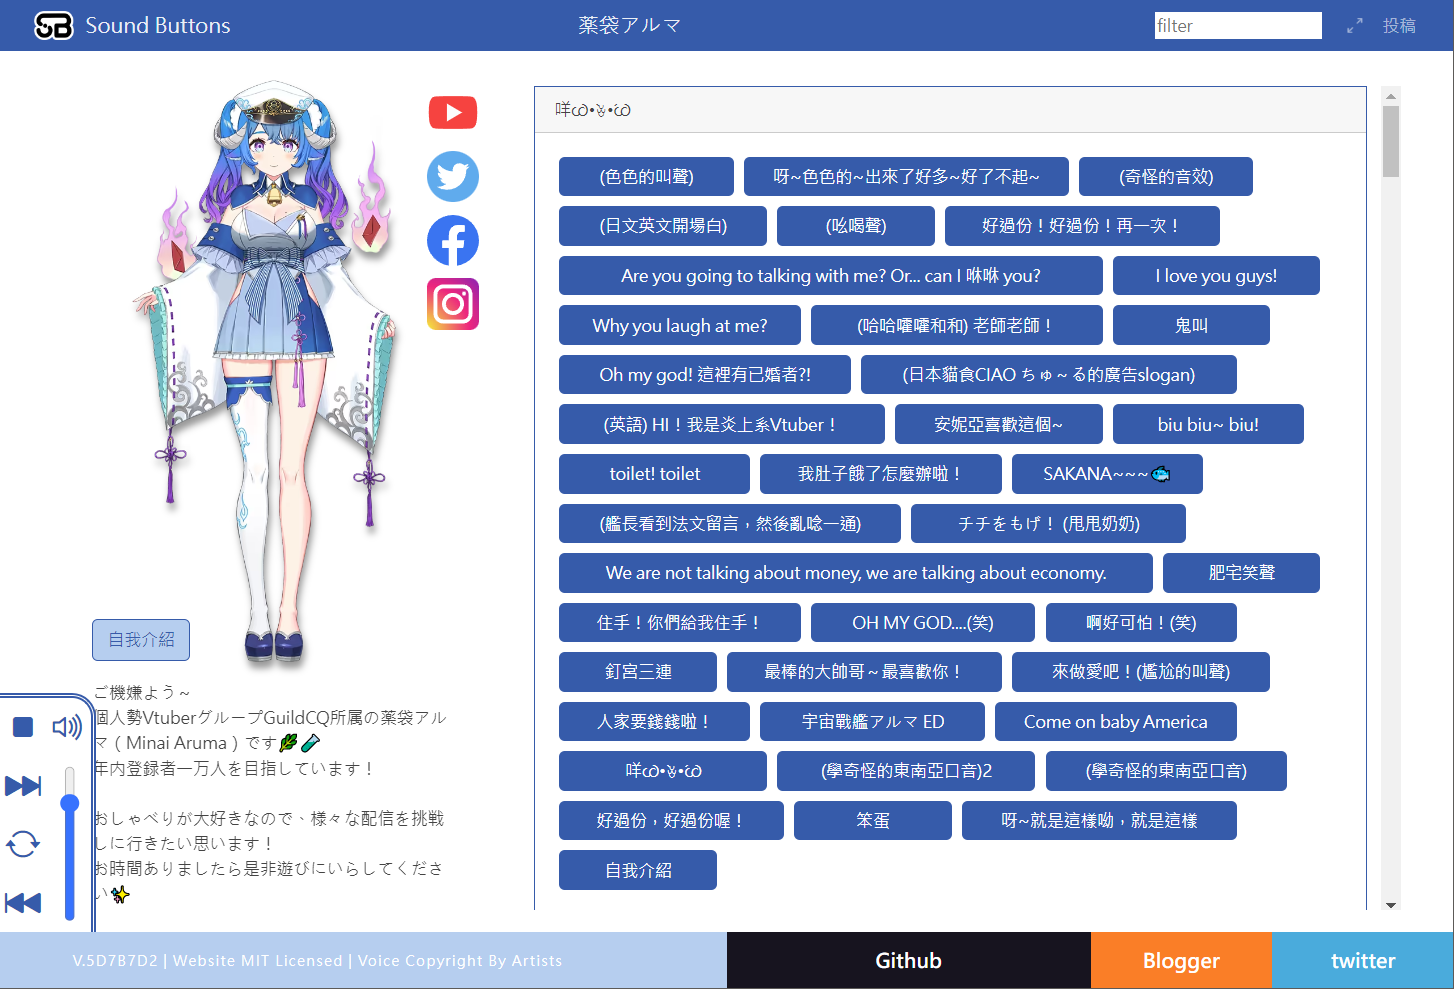 SB Sound Buttons
薬袋アルマ
filter
投稿
自我介紹
ご機嫌よう～
個人勢VtuberグループGuildCQ所属の薬袋アル
マ（Minai Aruma）です🌿🧪
年内登録者一万人を目指しています！
おしゃべりが大好きなので、様々な配信を挑戦
しに行きたい思います！
お時間ありましたら是非遊びにいらしてくださ
い✨
咩ωº•ꈊ•ºω
(色色的叫聲) 呀~色色的~出來了好多~好了不起~ (奇怪的音效)
(日文英文開場白) (吆喝聲) 好過份！好過份！再一次！
Are you going to talking with me? Or... can I 咻咻 you? I love you guys!
Why you laugh at me? (哈哈嚯嚯和和) 老師老師！ 鬼叫
Oh my god! 這裡有已婚者?! (日本貓食CIAO ちゅ～る的廣告slogan)
(英語) HI！我是炎上系Vtuber！ 安妮亞喜歡這個~ biu biu~ biu!
toilet! toilet 我肚子餓了怎麼辦啦！ SAKANA~~~🐟
(艦長看到法文留言，然後亂唸一通) チチをもげ！ (甩甩奶奶)
We are not talking about money, we are talking about economy. 肥宅笑聲
住手！你們給我住手！ OH MY GOD....(笑) 啊好可怕！(笑)
釘宮三連 最棒的大帥哥～最喜歡你！ 來做愛吧！(尷尬的叫聲)
人家要錢錢啦！ 宇宙戰艦アルマ ED Come on baby America
咩ωº•ꈊ•ºω (學奇怪的東南亞口音)2 (學奇怪的東南亞口音)
好過份，好過份喔！ 笨蛋 呀~就是這樣呦，就是這樣
自我介紹
V.5D7B7D2 | Website MIT Licensed | Voice Copyright By Artists
Github
Blogger
twitter